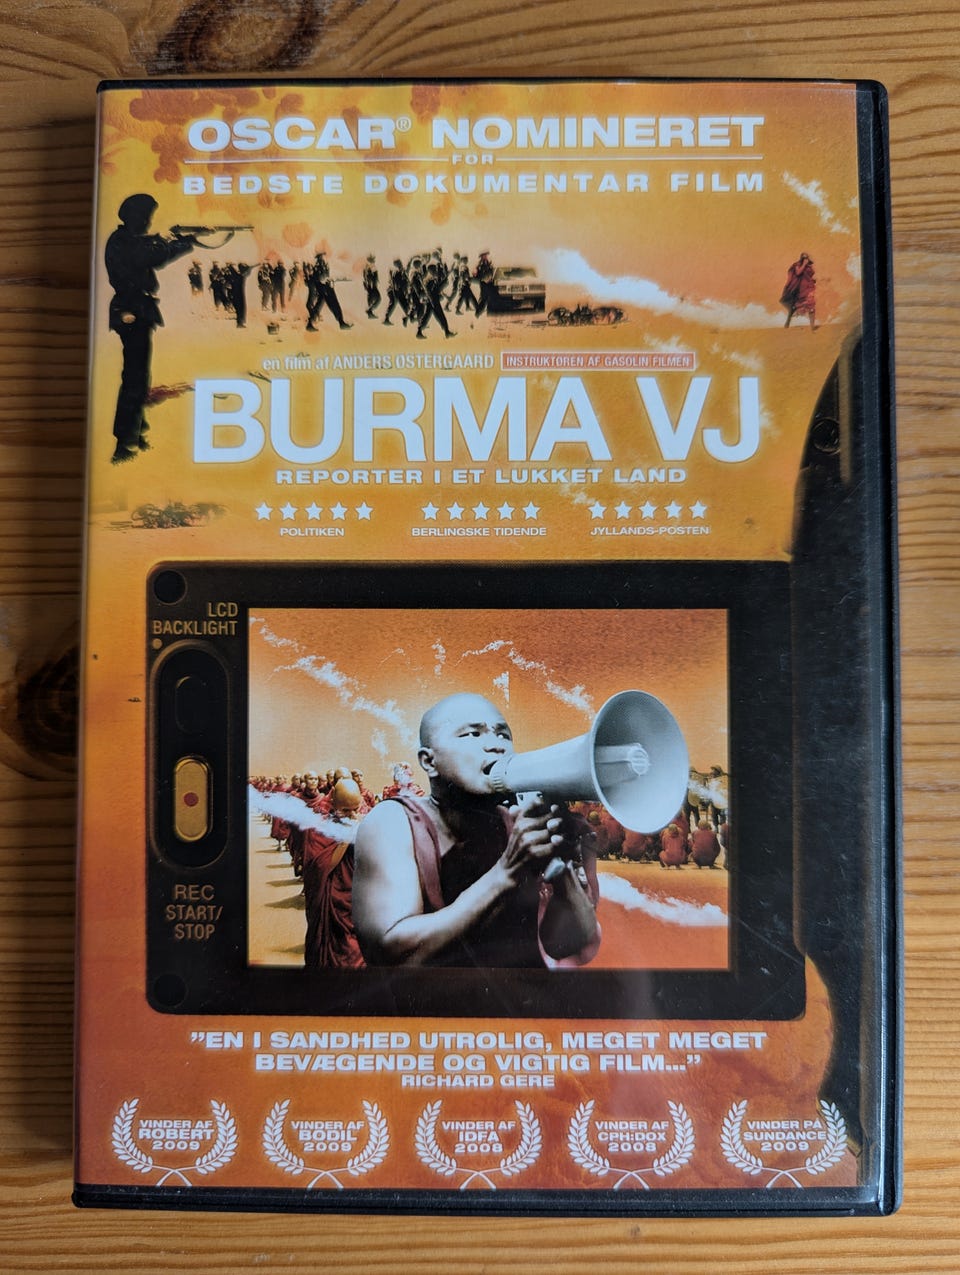 OSCAR® NOMINERET
FOR
BEDSTE DOKUMENTAR FILM
en film af ANDERS ØSTERGAARD INSTRUKTØREN AF GASOLIN FILMEN
BURMA VJ
REPORTER I ET LUKKET LAND
POLITIKEN BERLINGSKE TIDENDE JYLLANDS-POSTEN
LCD
BACKLIGHT
REC
START/
STOP
”EN I SANDHED UTROLIG, MEGET MEGET
BEVÆGENDE OG VIGTIG FILM...”
RICHARD GERE
VINDER AF
ROBERT
2009
VINDER AF
BODIL
2009
VINDER AF
IDFA
2008
VINDER AF
CPH:DOX
2008
VINDER PÅ
SUNDANCE
2009